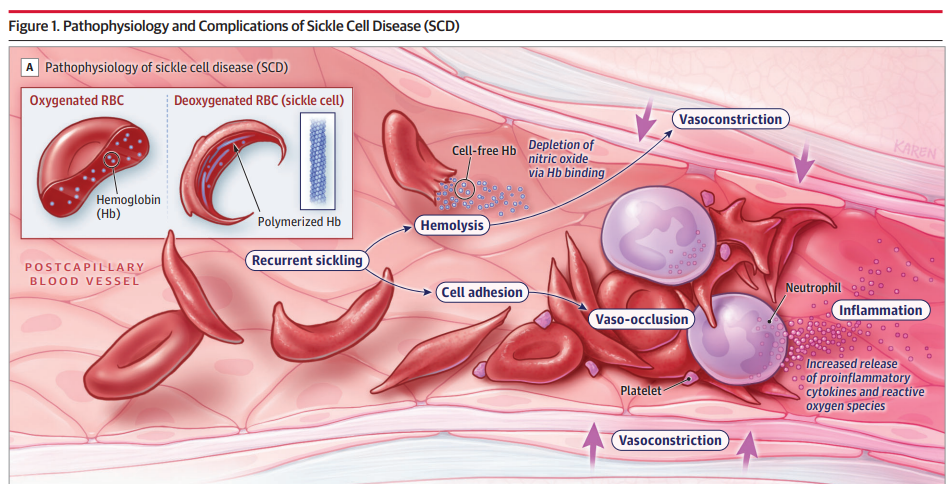 Figure 1. Pathophysiology and Complications of Sickle Cell Disease (SCD)
A Pathophysiology of sickle cell disease (SCD)
Oxygenated RBC
Deoxygenated RBC (sickle cell)
Hemoglobin
(Hb)
Polymerized Hb
Cell-free Hb
Depletion of
nitric oxide
via Hb binding
Vasoconstriction
KAREN
Hemolysis
Recurrent sickling
POSTCAPILLARY
BLOOD VESSEL
Cell adhesion
Vaso-occlusion
Neutrophil
Inflammation
Increased release
of proinflammatory
cytokines and reactive
oxygen species
Platelet
Vasoconstriction